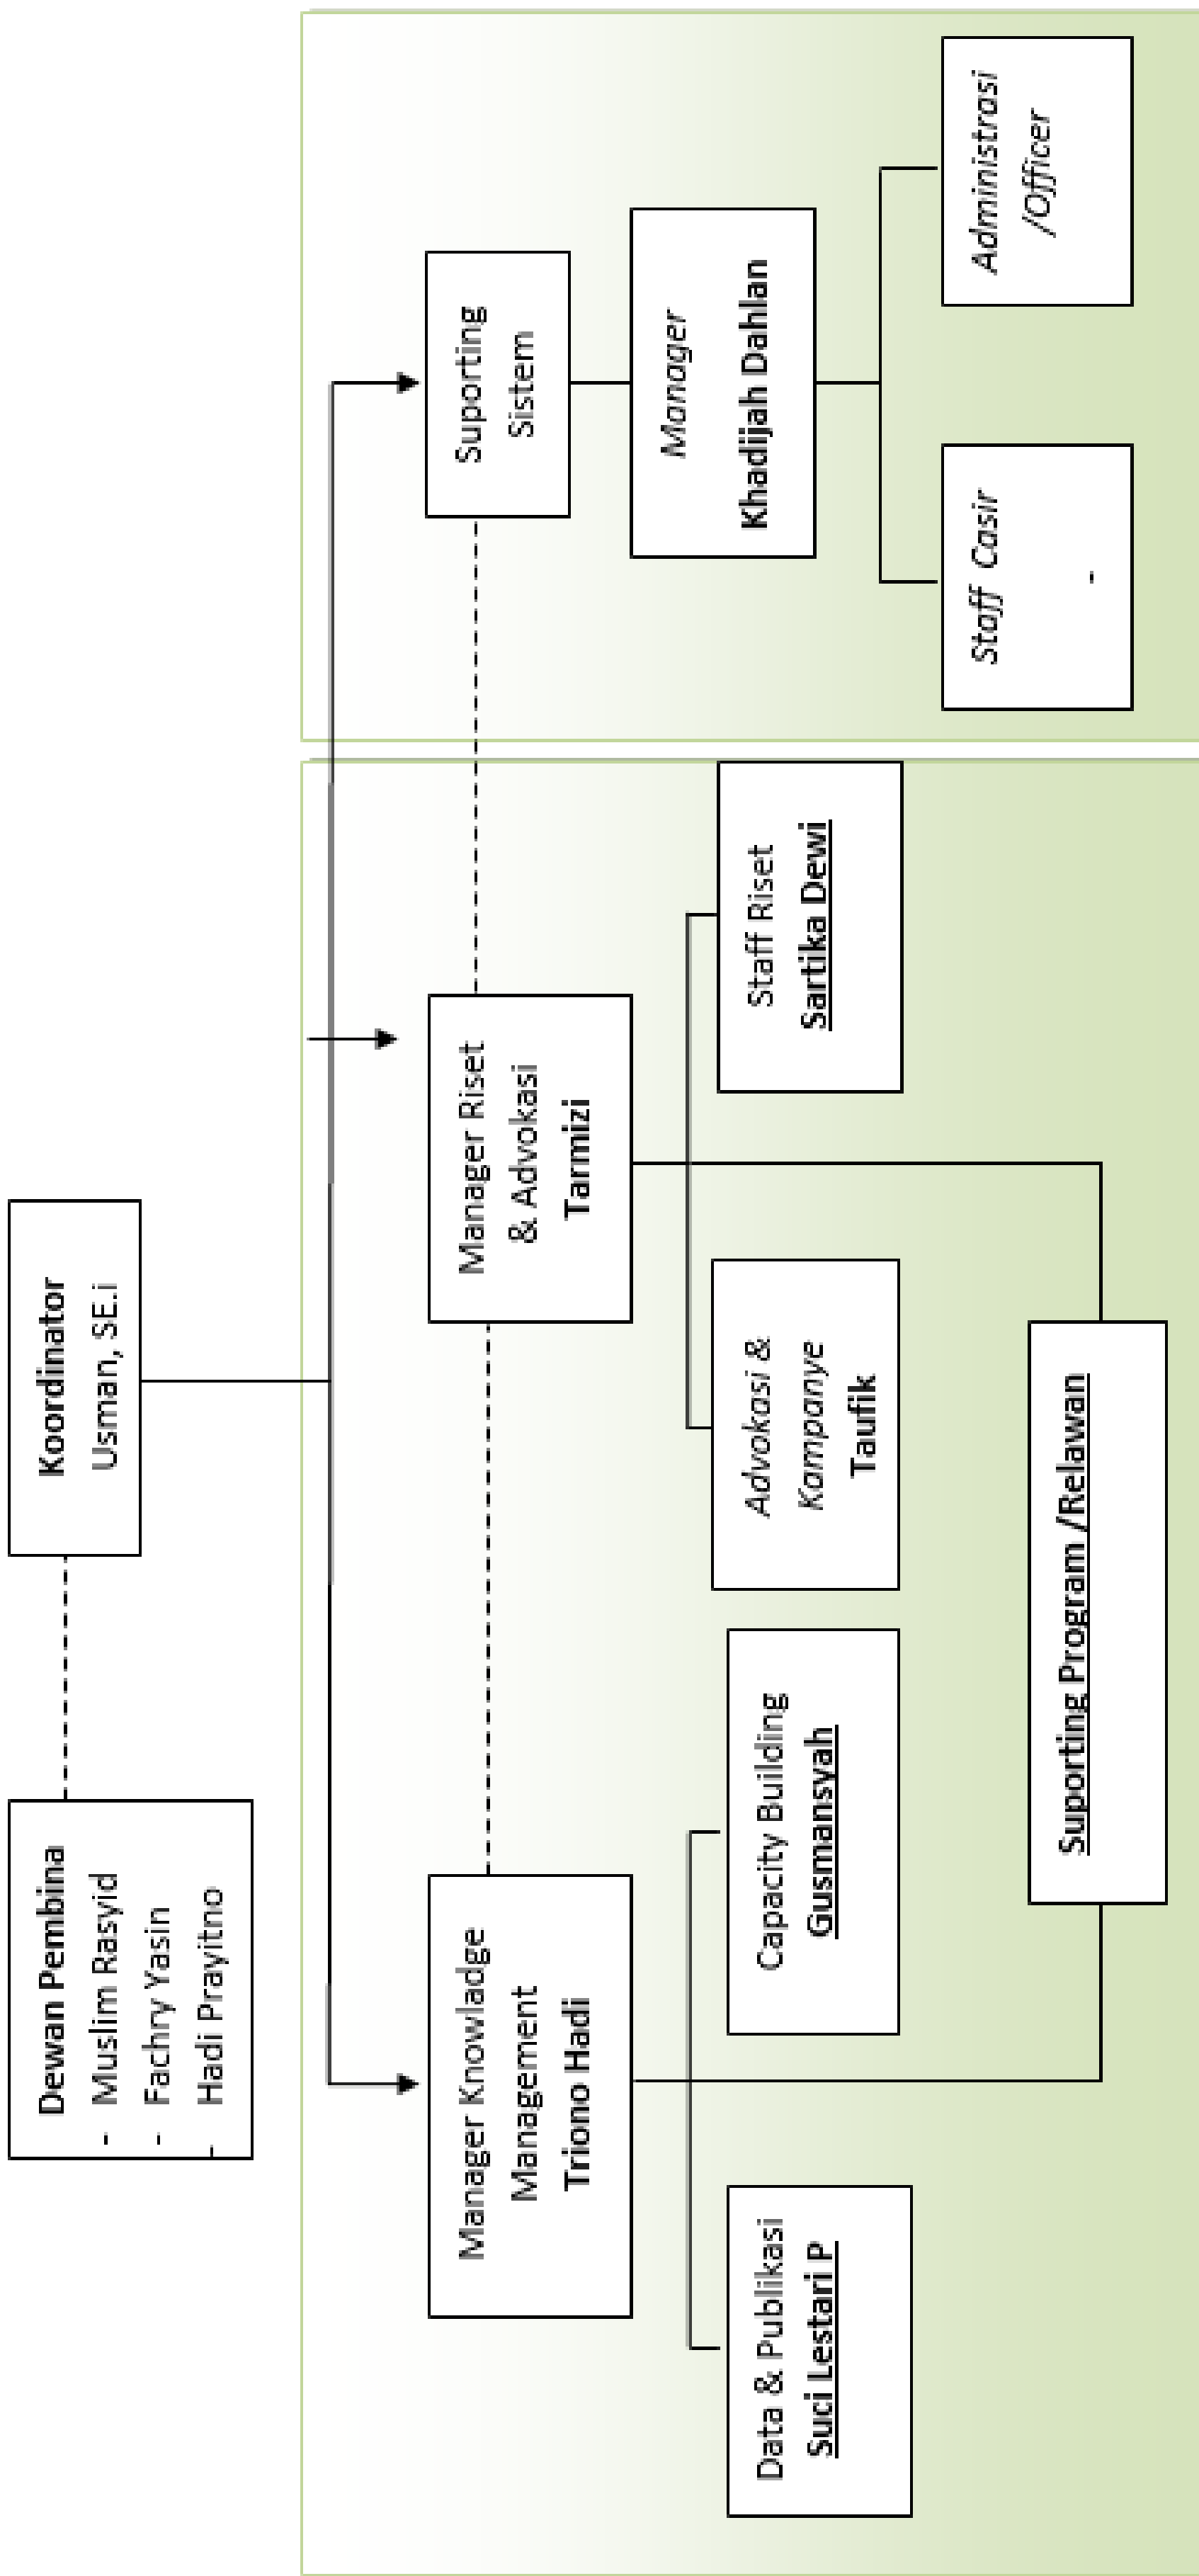 Dewan Pembina
- Muslim Rasyid
- Fachry Yasin
- Hadi Prayitno
Koordinator
Usman, SE.i
Manager Knowladge
Management
Triono Hadi
Manager Riset
& Advokasi
Tarmizi
Suporting
Sistem
Manager
Khadijah Dahlan
Data & Publikasi
Suci Lestari P
Capacity Building
Gusmansyah
Advokasi &
Kampanye
Taufik
Staff Riset
Sartika Dewi
Staff Casir
-
Administrasi
/Officer
Suporting Program /Relawan